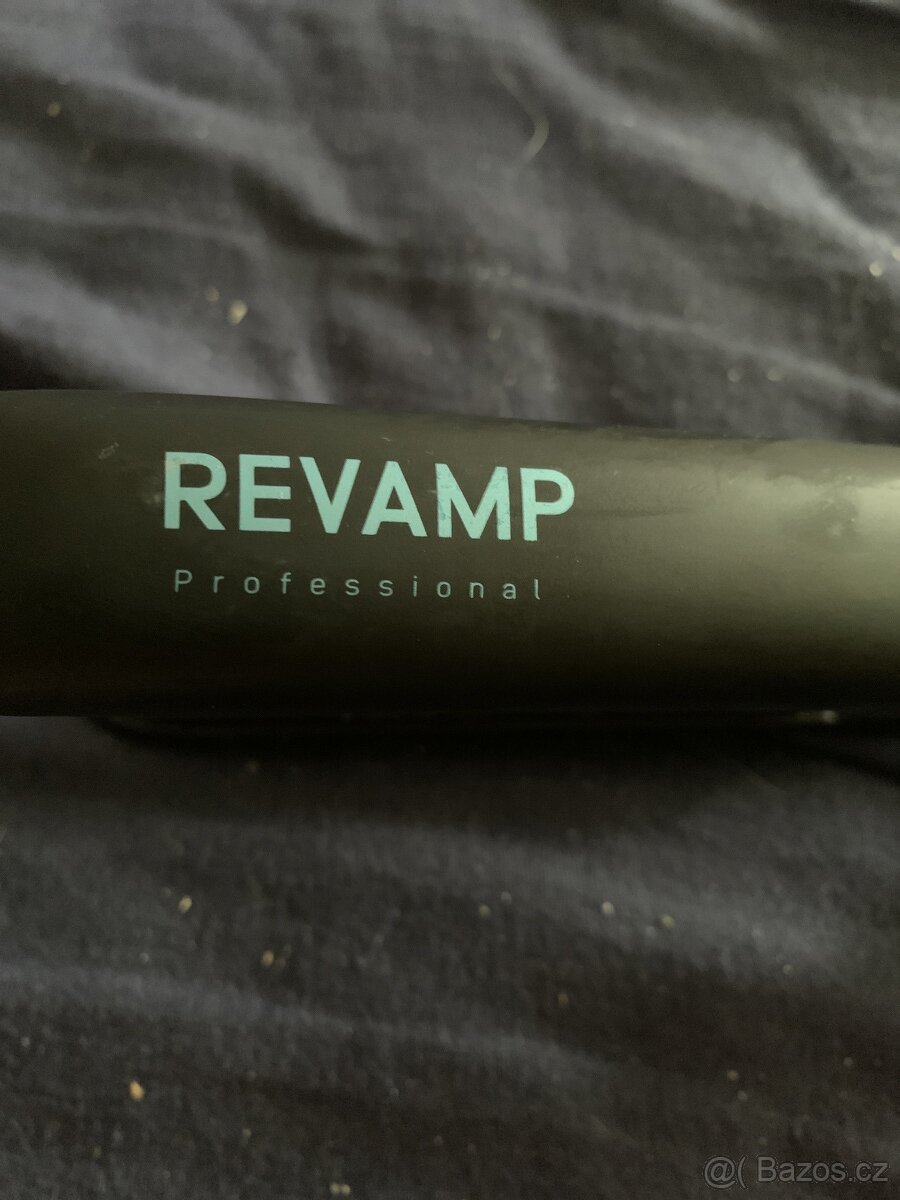 REVAMP
Professional
@( Bazos.cz